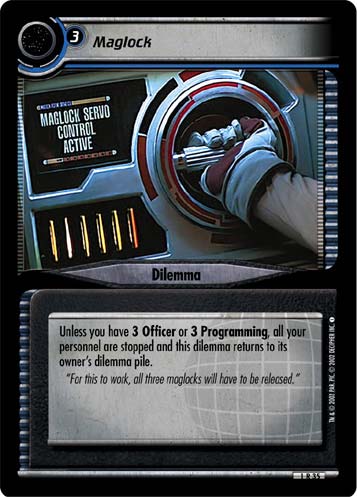 3
Maglock
MAGLOCK SERVO
CONTROL
ACTIVE
Dilemma
Unless you have 3 Officer or 3 Programming, all your
personnel are stopped and this dilemma returns to its
owner's dilemma pile.
"For this to work, all three maglocks will have to be released."
TM & © 2002 PAR. PIC. © 2002 DECIPHER INC.
1 R 35